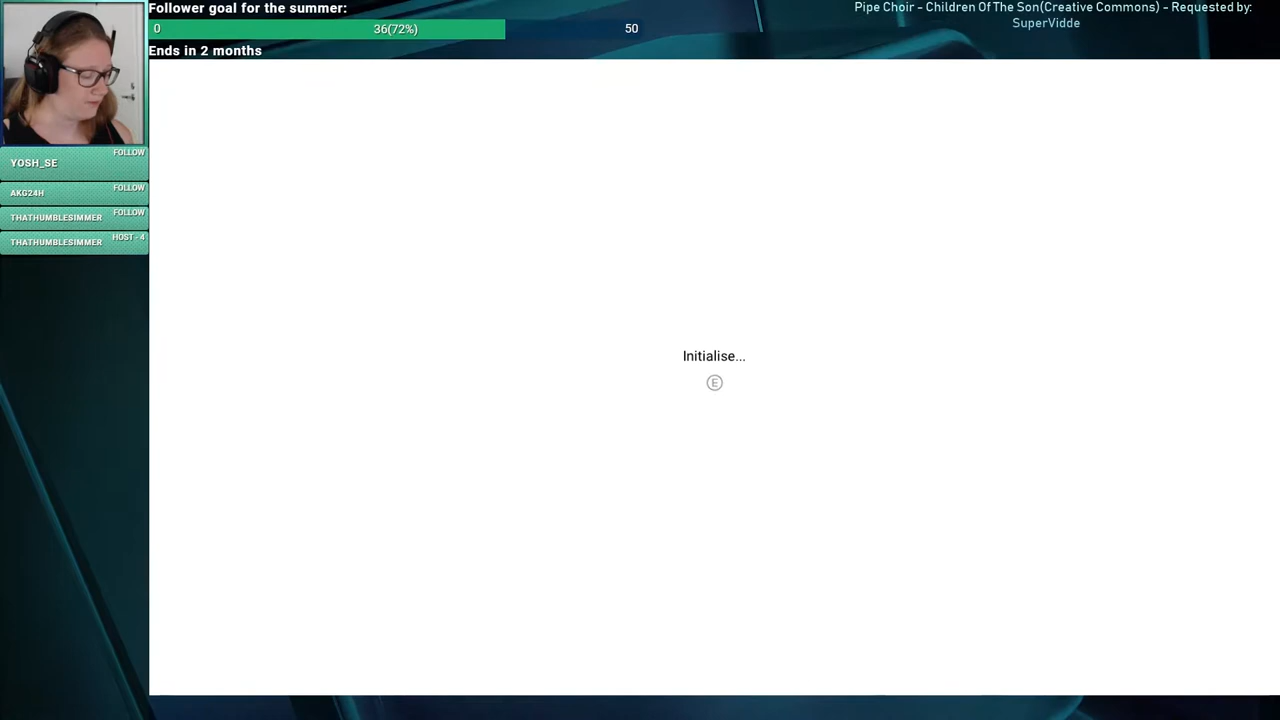 Follower goal for the summer:
0 36(72%) 50
Ends in 2 months
Pipe Choir - Children Of The Son(Creative Commons) - Requested by:
SuperVidde
YOSH_SE FOLLOW
AKG24H FOLLOW
THATHUMBLESIMMER FOLLOW
THATHUMBLESIMMER HOST - 4
Initialise...
E